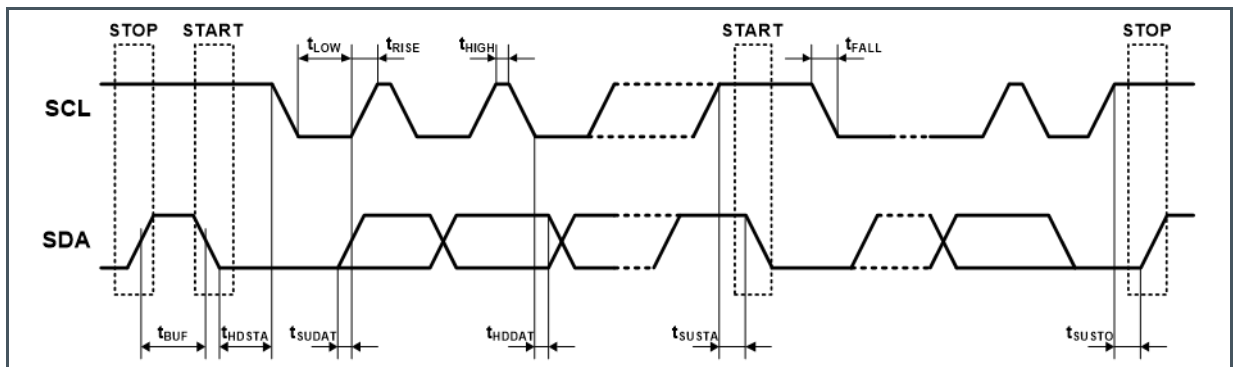 STOP START START STOP
tLOW tRISE tHIGH tFALL
SCL
SDA
tBUF tHDSTA tSUDAT tHDDAT tSUSTA tSUSTO